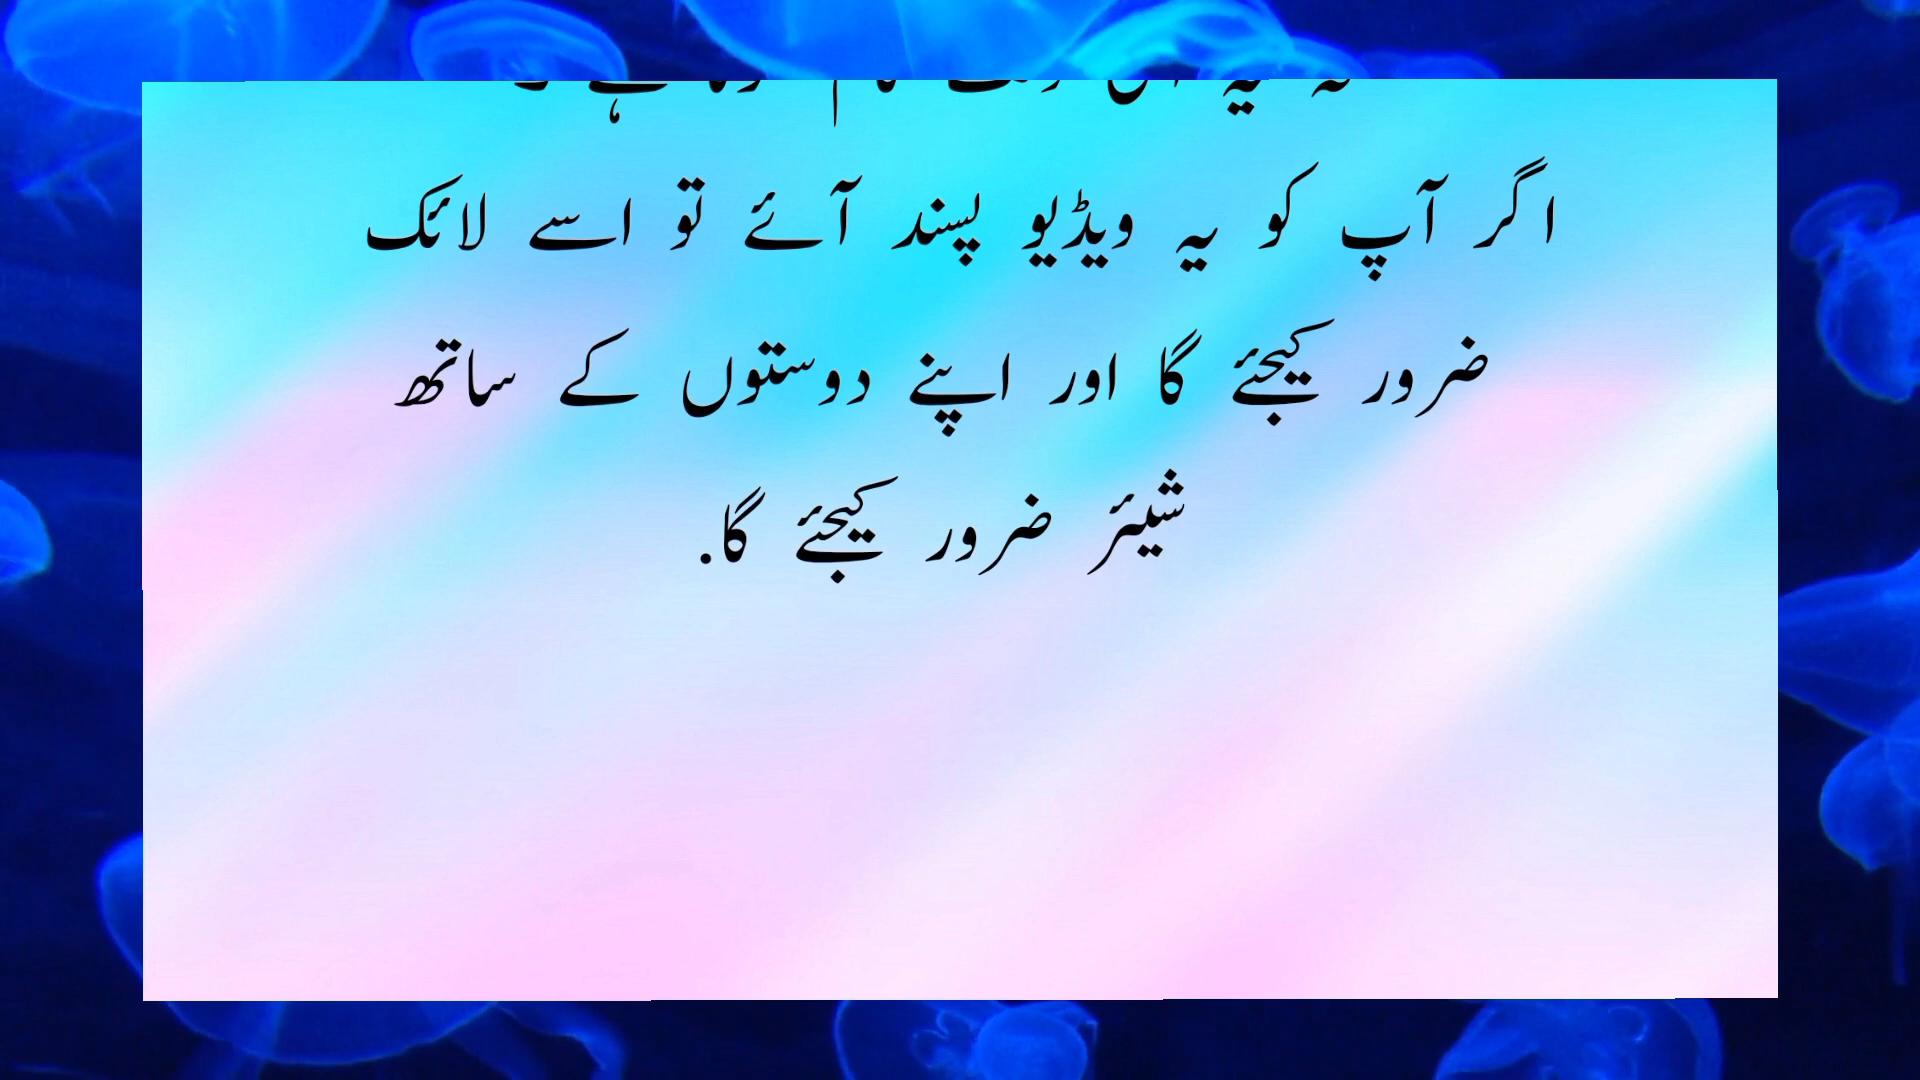 اگر آپ کو یہ ویڈیو پسند آئے تو اسے لائک
ضرور کیجئے گا اور اپنے دوستوں کے ساتھ
شیئر ضرور کیجئے گا.